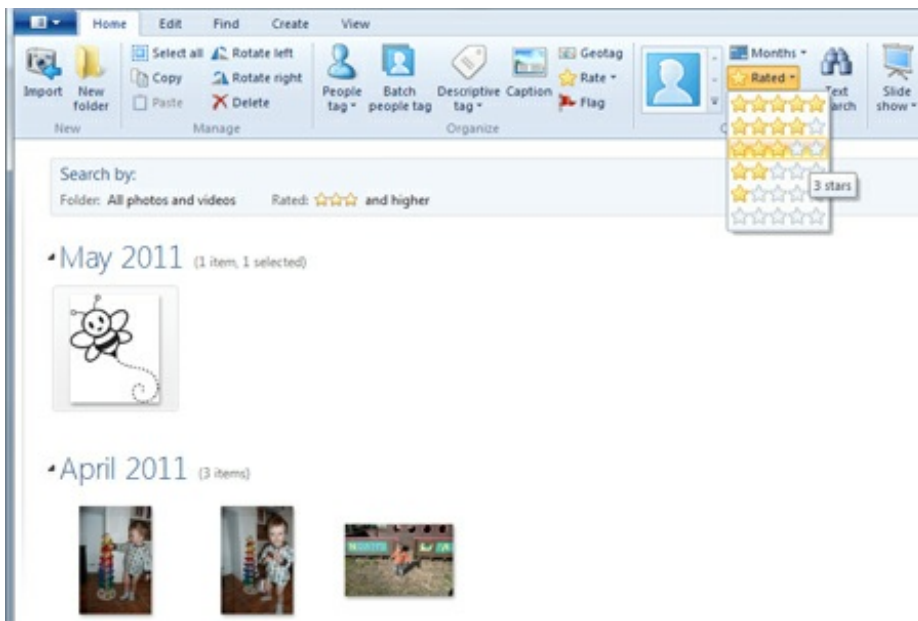 Home Edit Find Create View
Select all Rotate left Geotag Months
Copy Rotate right Rate Rated
Import New folder Paste Delete People tag Batch people tag Descriptive tag Caption Flag Text Slide show
New Manage Organize
3 stars
Search by:
Folder: All photos and videos Rated: and higher
May 2011 (1 item, 1 selected)
April 2011 (3 items)